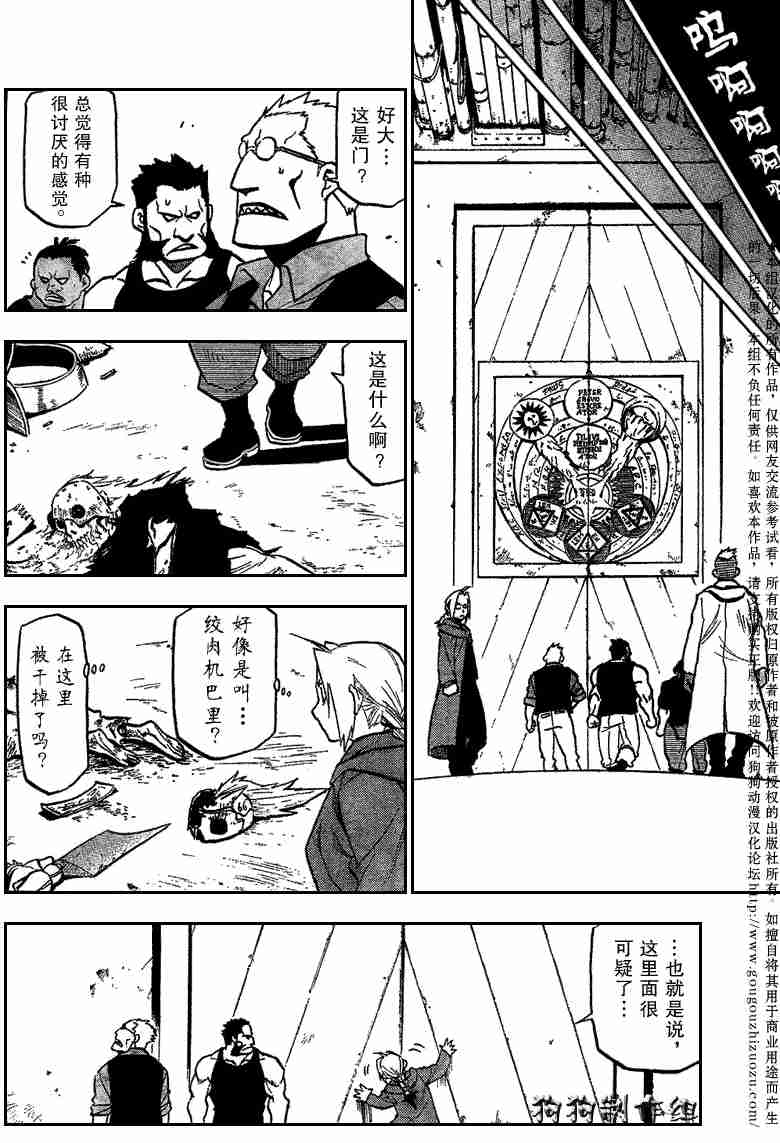 呜啊啊啊啊
好大…
这是门？
总觉得有种
很讨厌的感觉。
这是什么啊？
好像是叫…
绞肉机巴里？
66
在这里
被干掉了吗？
…也就是说，
这里面很
可疑了…
PATER
ATOR
本组汉化的所有作品，仅供网友交流参考试看，所有版权归原作者和被原作者授权的出版社所有。如擅自将其用于商业用途而产生
的一切后果，本组不负任何责任。如喜欢本作品，请支持购买正版!!欢迎访问狗狗动漫汉化论坛http://www.gougouzhizuozu.com/
狗狗制作组